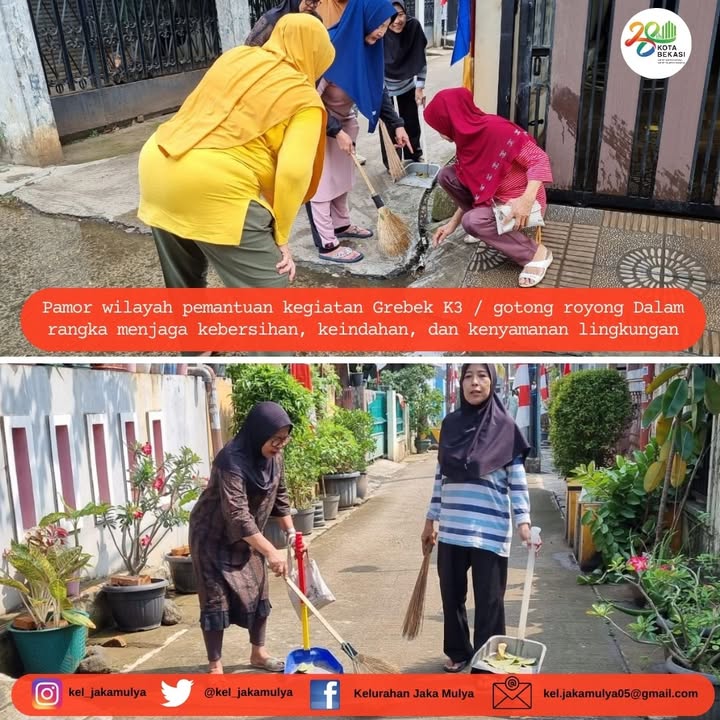 28 KOTA
BEKASI
Pamor wilayah pemantuan kegiatan Grebek K3 / gotong royong Dalam
rangka menjaga kebersihan, keindahan, dan kenyamanan lingkungan
kel_jakamulya @kel_jakamulya Kelurahan Jaka Mulya kel.jakamulya05@gmail.com